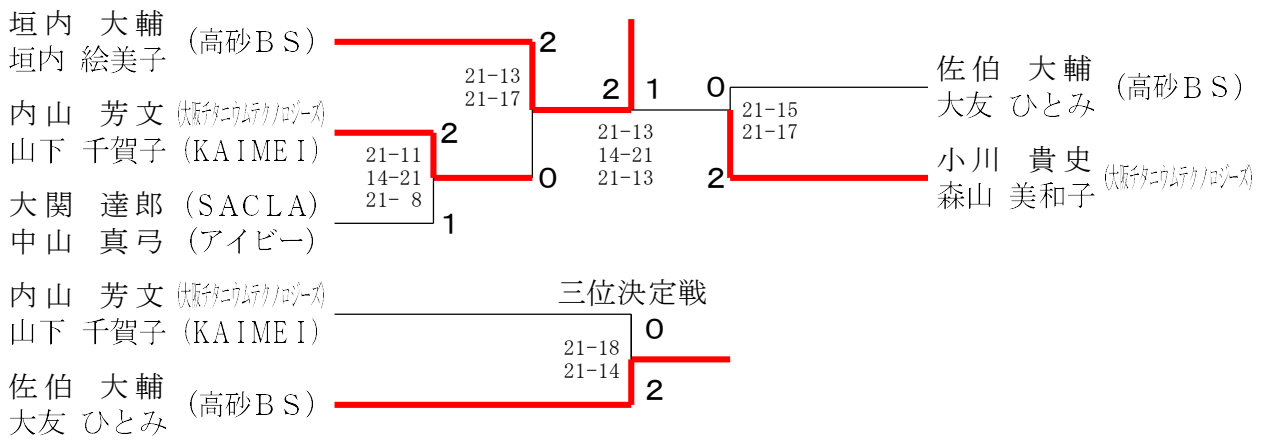 垣内 大輔 (高砂BS)
垣内 絵美子
内山 芳文 (大阪チタニウムテクノロジーズ)
山下 千賀子 (KAIMEI)
大関 達郎 (SACLA)
中山 真弓 (アイビー)
2
21-13
21-17
2
21-11
14-21
21- 8
0
1
2 1
21-13
14-21
21-13
0
21-15
21-17
2
佐伯 大輔 (高砂BS)
大友 ひとみ
小川 貴史 (大阪チタニウムテクノロジーズ)
森山 美和子
三位決定戦
内山 芳文 (大阪チタニウムテクノロジーズ)
山下 千賀子 (KAIMEI)
佐伯 大輔 (高砂BS)
大友 ひとみ
0
21-18
21-14
2